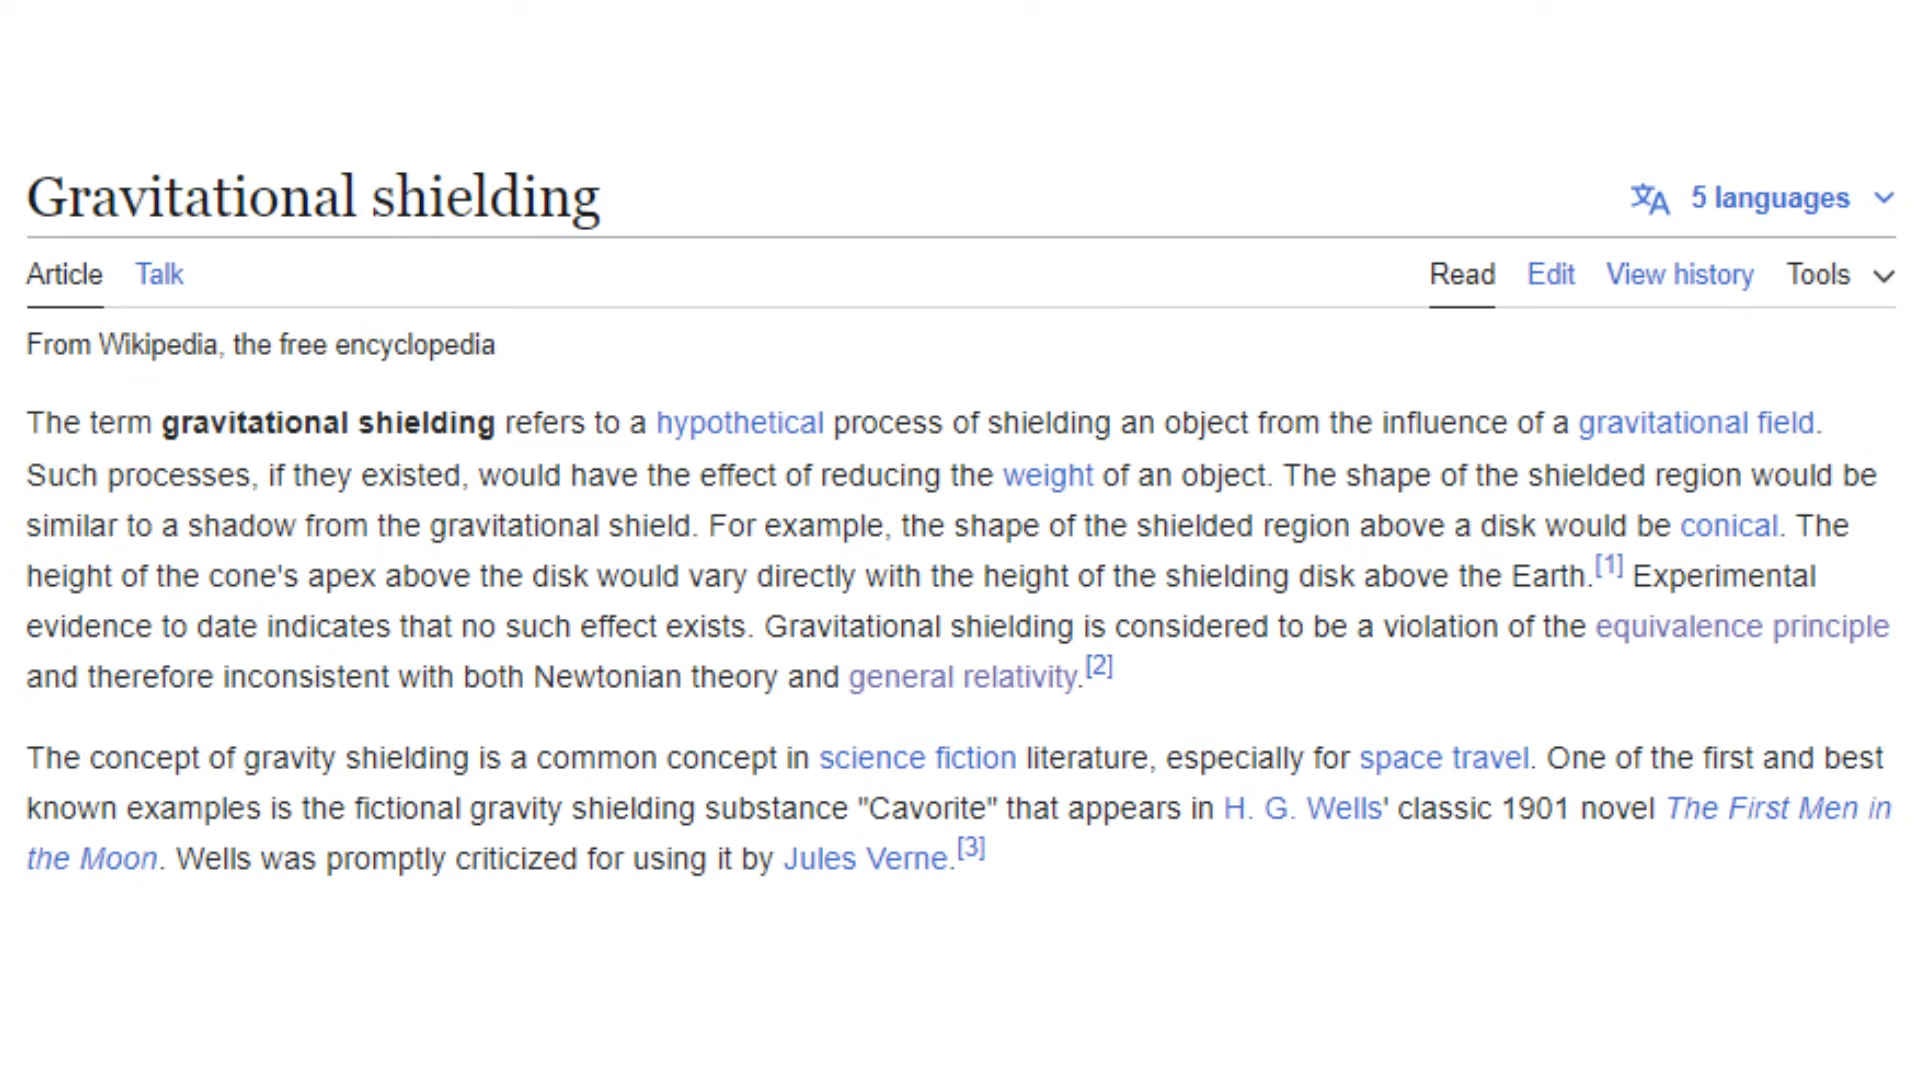 Gravitational shielding
5 languages
Article Talk Read Edit View history Tools
From Wikipedia, the free encyclopedia
The term gravitational shielding refers to a hypothetical process of shielding an object from the influence of a gravitational field.
Such processes, if they existed, would have the effect of reducing the weight of an object. The shape of the shielded region would be
similar to a shadow from the gravitational shield. For example, the shape of the shielded region above a disk would be conical. The
height of the cone's apex above the disk would vary directly with the height of the shielding disk above the Earth.[1] Experimental
evidence to date indicates that no such effect exists. Gravitational shielding is considered to be a violation of the equivalence principle
and therefore inconsistent with both Newtonian theory and general relativity.[2]
The concept of gravity shielding is a common concept in science fiction literature, especially for space travel. One of the first and best
known examples is the fictional gravity shielding substance "Cavorite" that appears in H. G. Wells' classic 1901 novel The First Men in
the Moon. Wells was promptly criticized for using it by Jules Verne.[3]